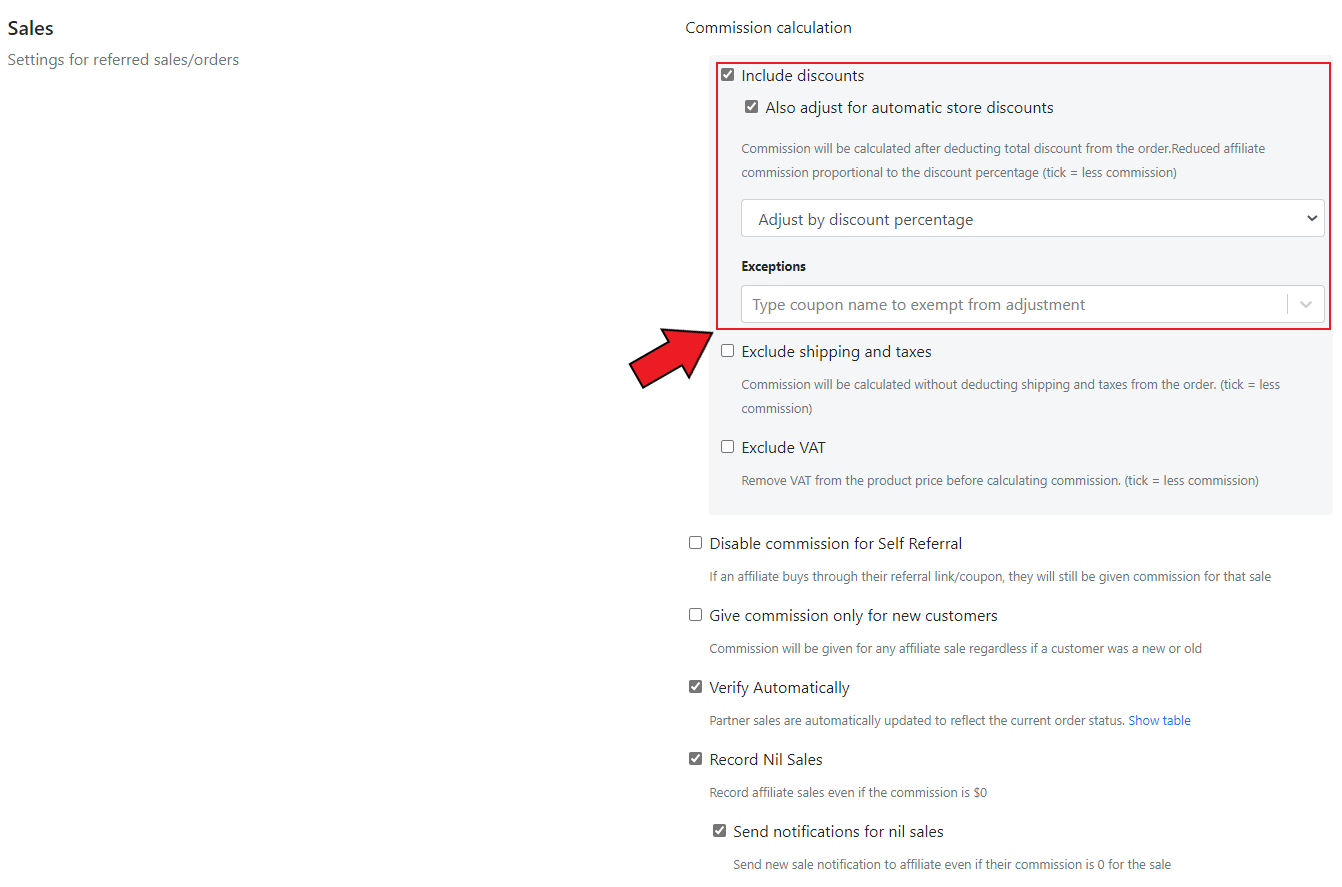 Sales
Settings for referred sales/orders
Commission calculation
Include discounts
Also adjust for automatic store discounts
Commission will be calculated after deducting total discount from the order.Reduced affiliate
commission proportional to the discount percentage (tick = less commission)
Adjust by discount percentage
Exceptions
Type coupon name to exempt from adjustment
Exclude shipping and taxes
Commission will be calculated without deducting shipping and taxes from the order. (tick = less
commission)
Exclude VAT
Remove VAT from the product price before calculating commission. (tick = less commission)
Disable commission for Self Referral
If an affiliate buys through their referral link/coupon, they will still be given commission for that sale
Give commission only for new customers
Commission will be given for any affiliate sale regardless if a customer was a new or old
Verify Automatically
Partner sales are automatically updated to reflect the current order status. Show table
Record Nil Sales
Record affiliate sales even if the commission is $0
Send notifications for nil sales
Send new sale notification to affiliate even if their commission is 0 for the sale